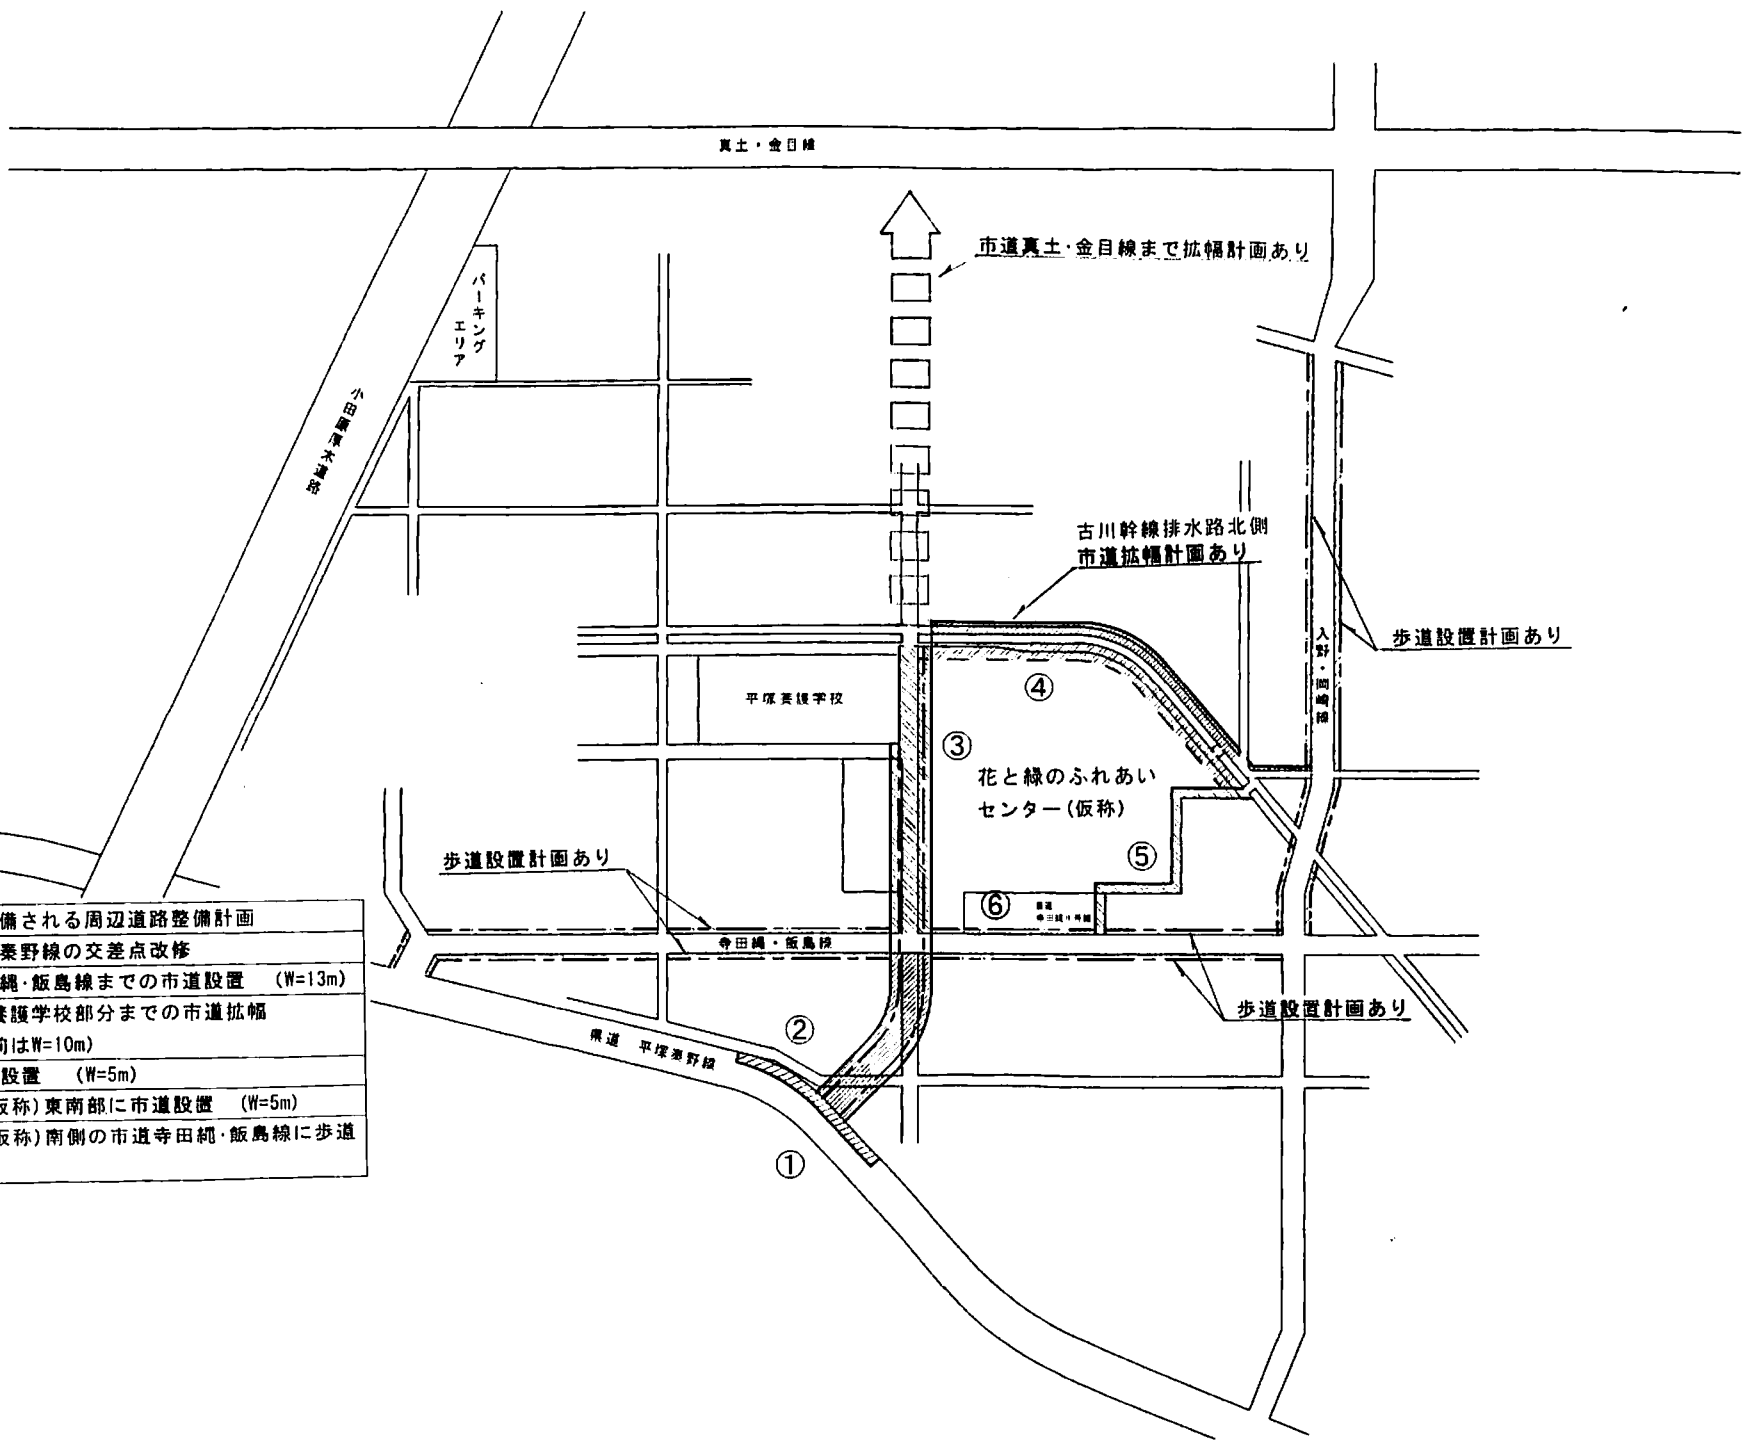 真土・金目線
市道真土・金目線まで拡幅計画あり
パーキング
エリア
小田原厚木道路
古川幹線排水路北側
市道拡幅計画あり
入野・岡崎線
歩道設置計画あり
平塚養護学校
④
③
花と緑のふれあい
センター(仮称)
⑤
歩道設置計画あり
⑥
寺田縄・飯島線
歩道設置計画あり
②
県道 平塚秦野線
①
備される周辺道路整備計画
秦野線の交差点改修
縄・飯島線までの市道設置 (W=13m)
養護学校部分までの市道拡幅
前はW=10m)
設置 (W=5m)
仮称)東南部に市道設置 (W=5m)
仮称)南側の市道寺田縄・飯島線に歩道